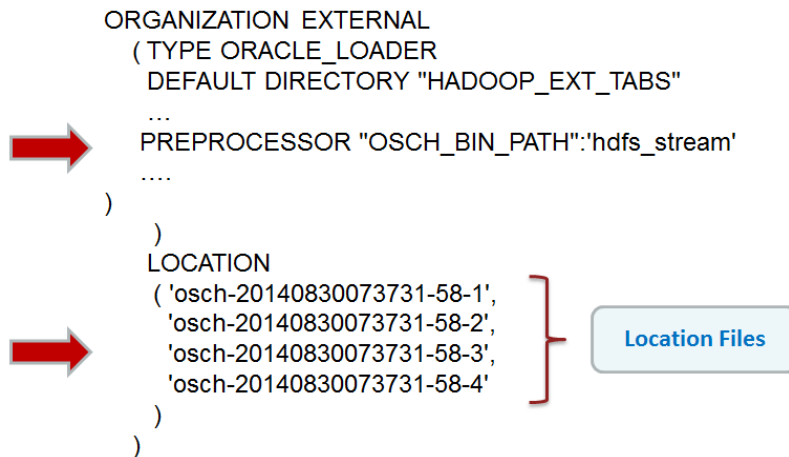 ORGANIZATION EXTERNAL
( TYPE ORACLE_LOADER
DEFAULT DIRECTORY "HADOOP_EXT_TABS"
...
PREPROCESSOR "OSCH_BIN_PATH":'hdfs_stream'
....
)
)
LOCATION
( 'osch-20140830073731-58-1',
'osch-20140830073731-58-2',
'osch-20140830073731-58-3',
'osch-20140830073731-58-4'
Location Files
)
)